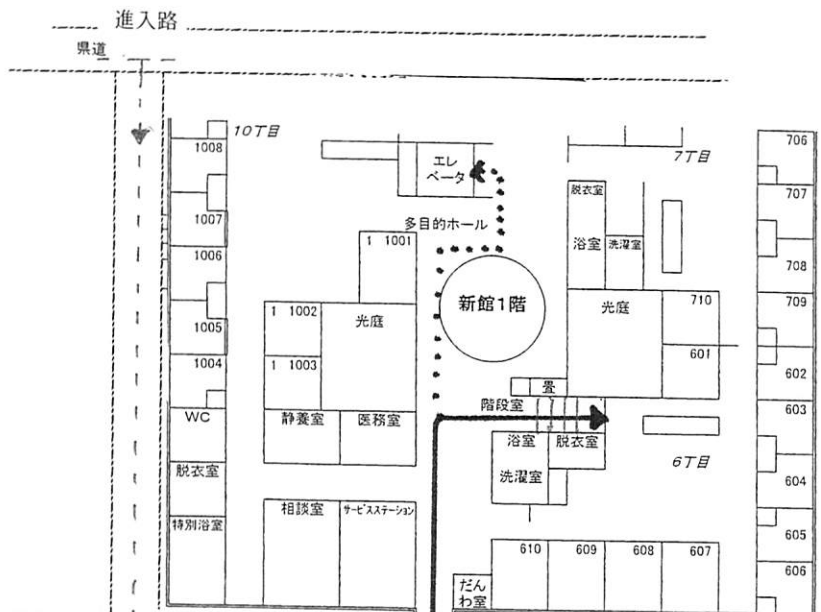 進入路
県道
10丁目
1008
1007
1006
1005
1004
WC
脱衣室
特別浴室
エレ
ベータ
多目的ホール
1 1001
1 1002
1 1003
光庭
静養室
医務室
相談室
サービスステーション
新館1階
7丁目
脱衣室
浴室
洗濯室
光庭
710
601
畳
階段室
浴室
脱衣室
洗濯室
6丁目
610
609
608
607
だん
わ室
706
707
708
709
602
603
604
605
606